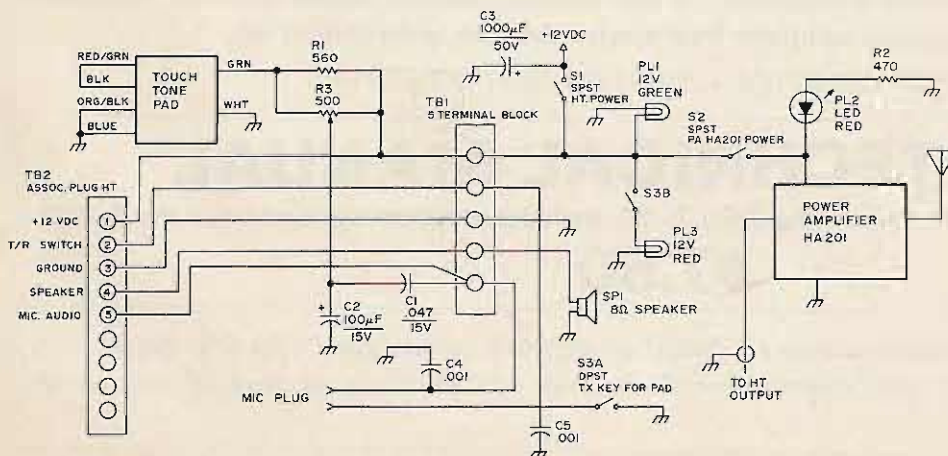 C3
1000µF
50V
+12VDC
RED/GRN
BLK
ORG/BLK
BLUE
TOUCH
TONE
PAD
GRN
WHT
R1
560
R3
500
TB1
5 TERMINAL BLOCK
S1
SPST
HT. POWER
PL1
12V
GREEN
S2
SPST
PA HA201 POWER
R2
470
PL2
LED
RED
TB2
ASSOC. PLUG HT
+12 VDC
1
T/R SWITCH
2
GROUND
3
SPEAKER
4
MIC. AUDIO
5
S3B
PL3
12V
RED
POWER
AMPLIFIER
HA201
+
C2
100µF
15V
C1
.047
15V
SP1
8Ω SPEAKER
C4
.001
MIC PLUG
S3A
DPST
TX KEY FOR PAD
C5
.001
TO HT
OUTPUT